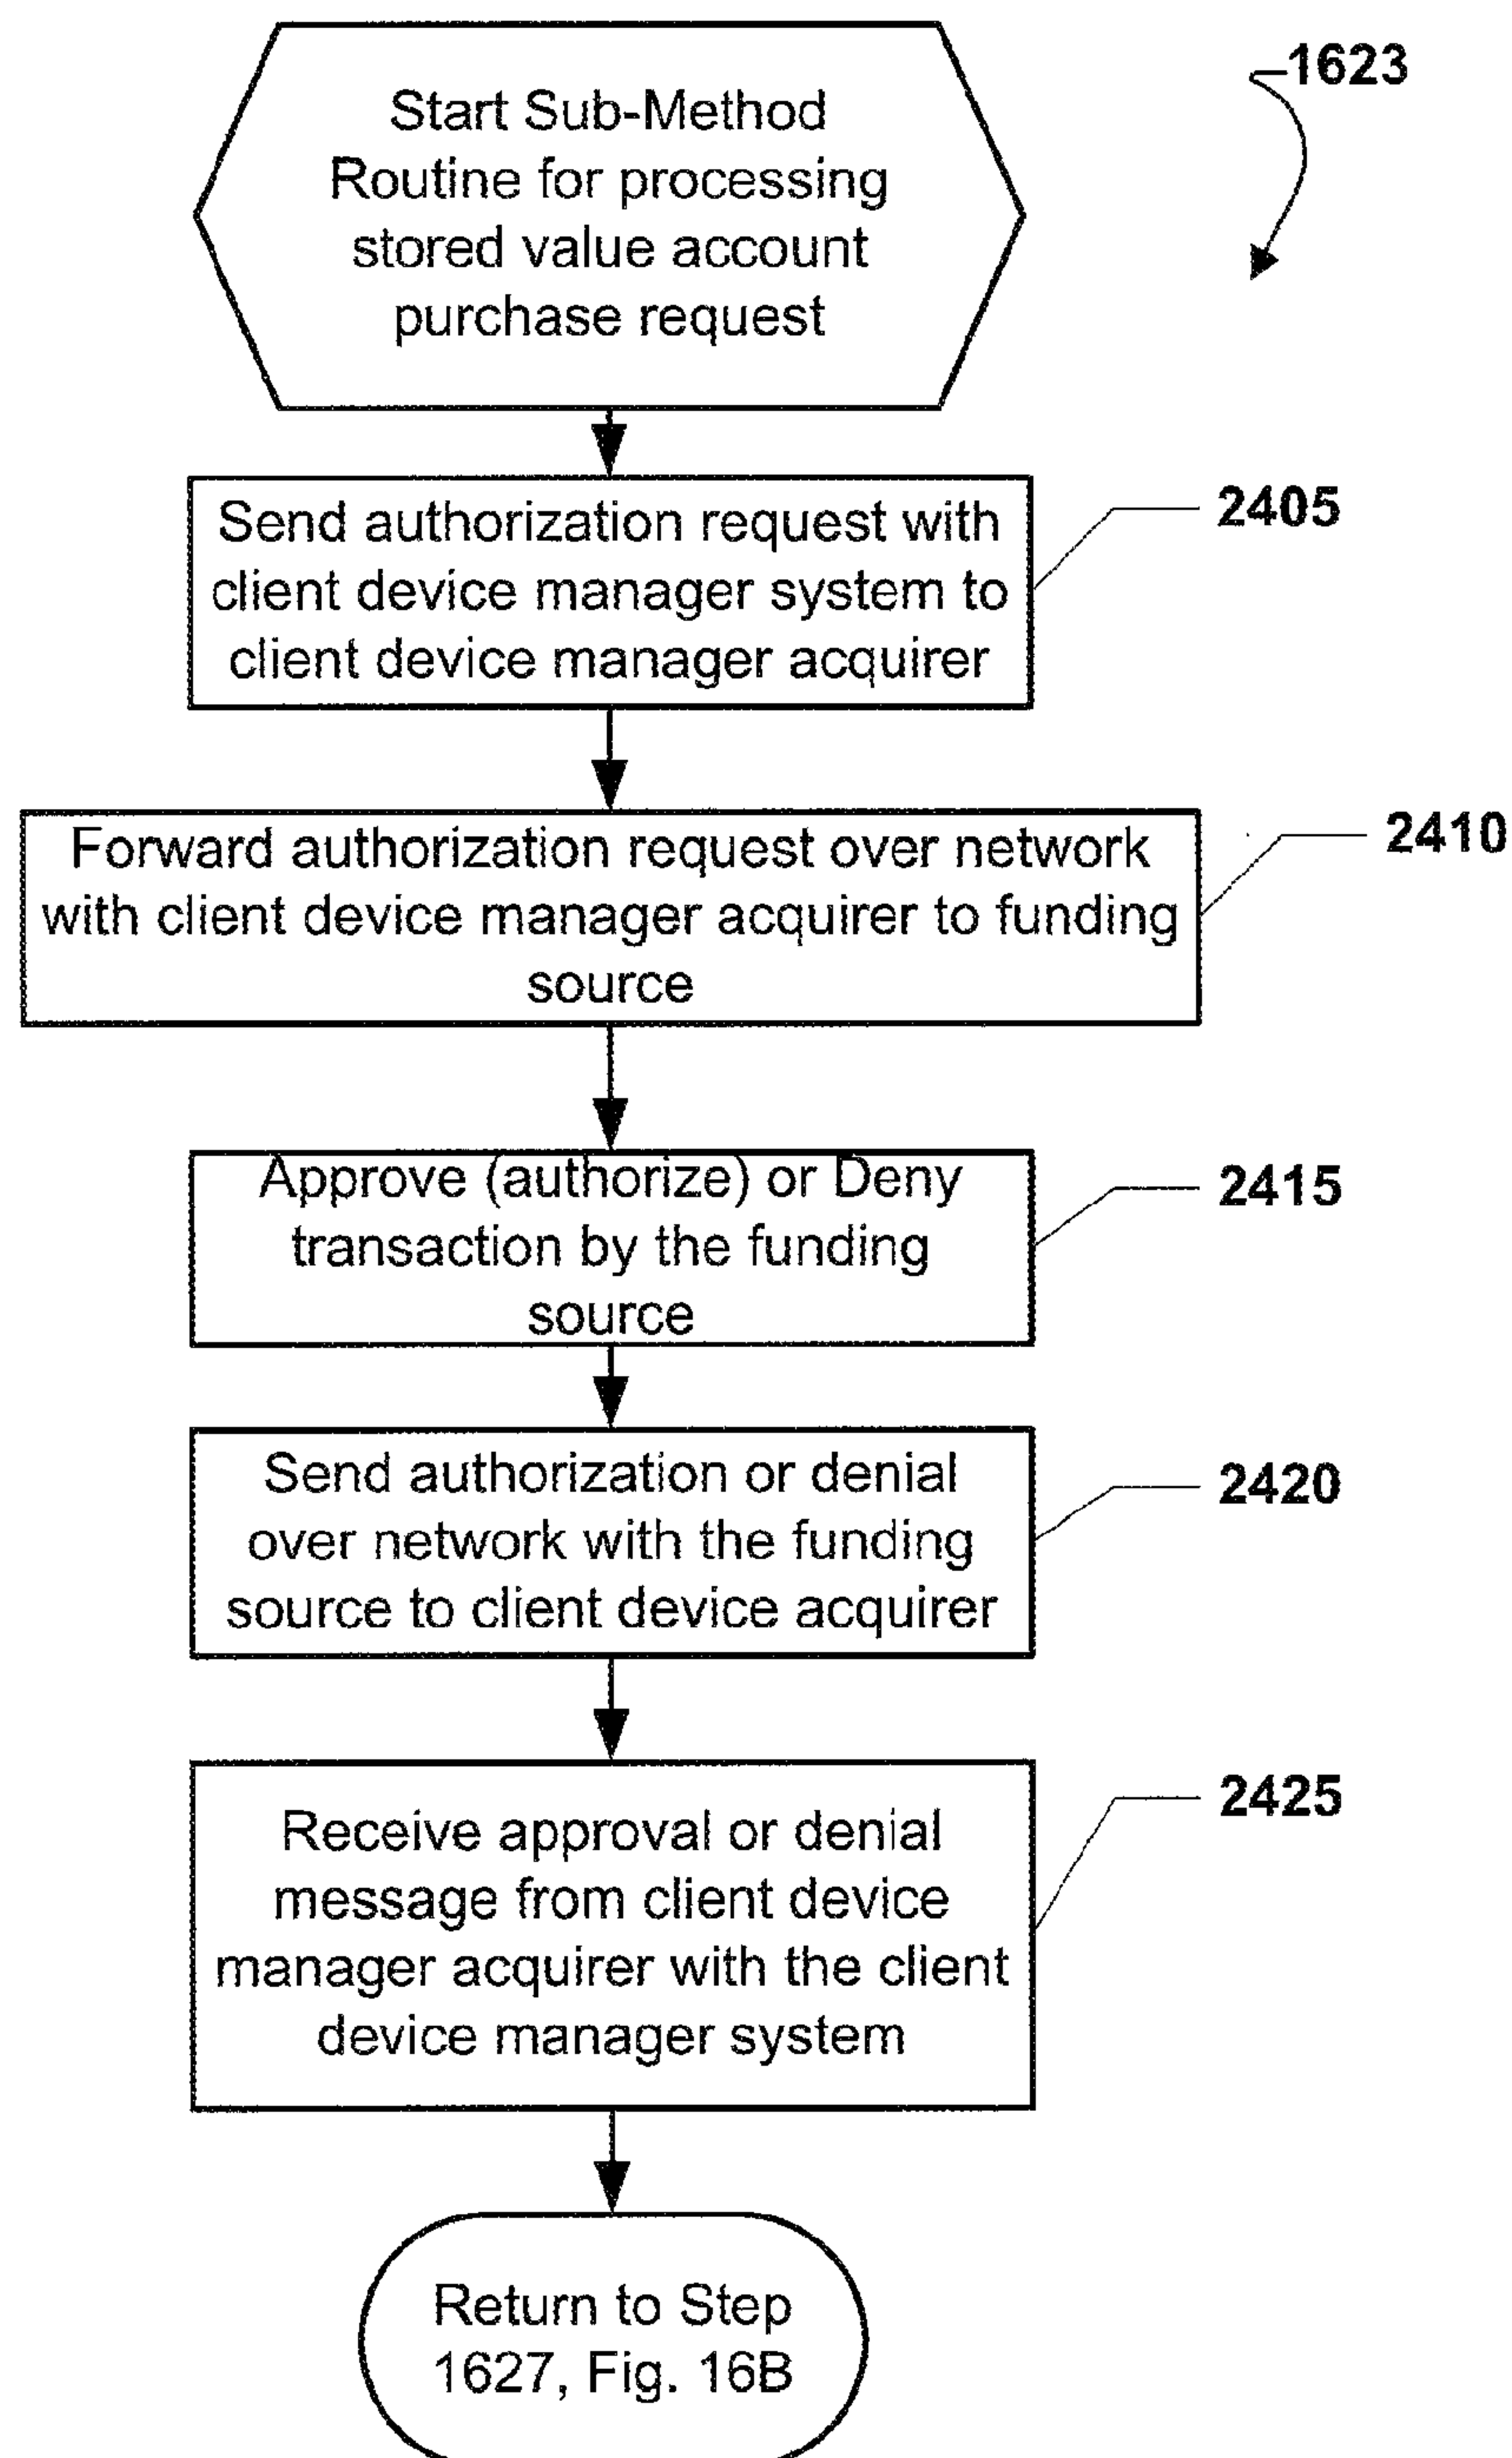 1623
Start Sub-Method
Routine for processing
stored value account
purchase request
Send authorization request with
client device manager system to
client device manager acquirer
2405
Forward authorization request over network
with client device manager acquirer to funding
source
2410
Approve (authorize) or Deny
transaction by the funding
source
2415
Send authorization or denial
over network with the funding
source to client device acquirer
2420
Receive approval or denial
message from client device
manager acquirer with the client
device manager system
2425
Return to Step
1627, Fig. 16B